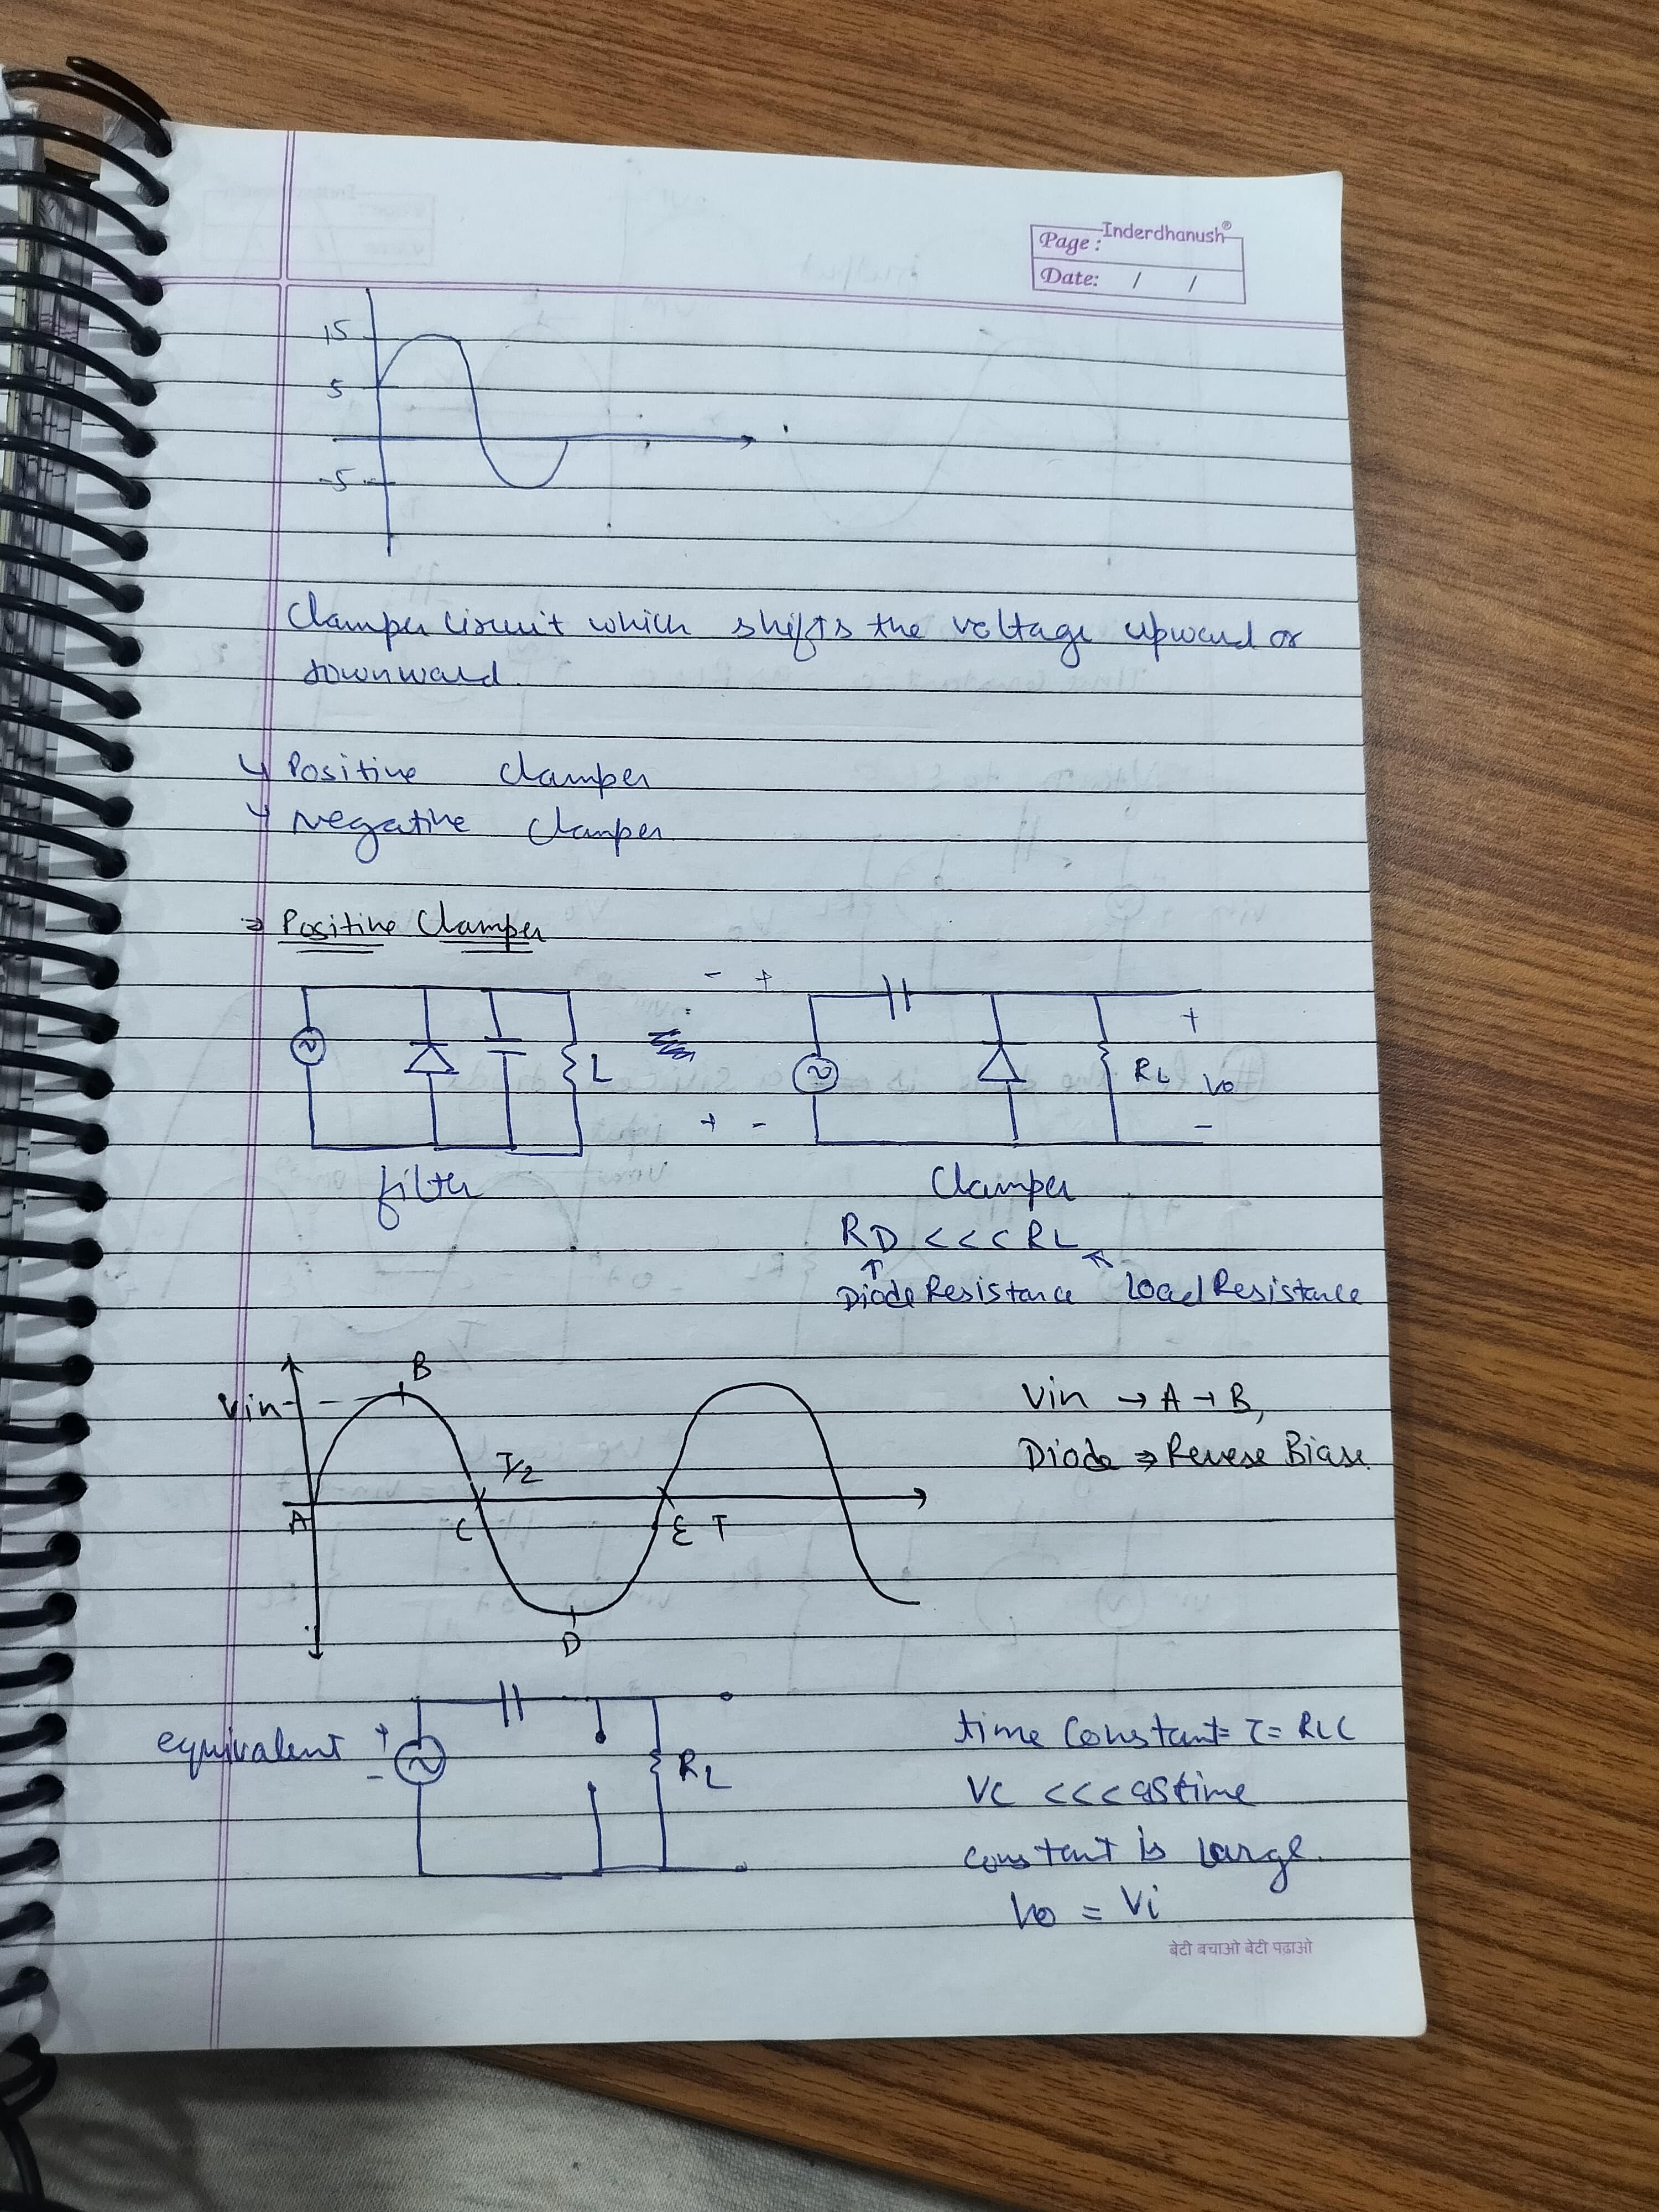 Inderdhanush®
Page :
Date: / /
15
5
-5
Clamper circuit which shifts the voltage upward or
downward.
↳ Positive clamper
↳ Negative clamper
⇒ Positive Clamper
- +
+
L
RL Vo
+ -
-
filter
Clamper
RD <<< RL
↑ ↖
Diode Resistance Load Resistance
B
Vin
Vin → A → B,
Diode ⇒ Reverse Biase.
T/2
A
C
E T
D
equivalent + -
RL
time Constant = τ = RLC
Vc <<< as time
constant is large.
Vo = Vi
बेटी बचाओ बेटी पढ़ाओ